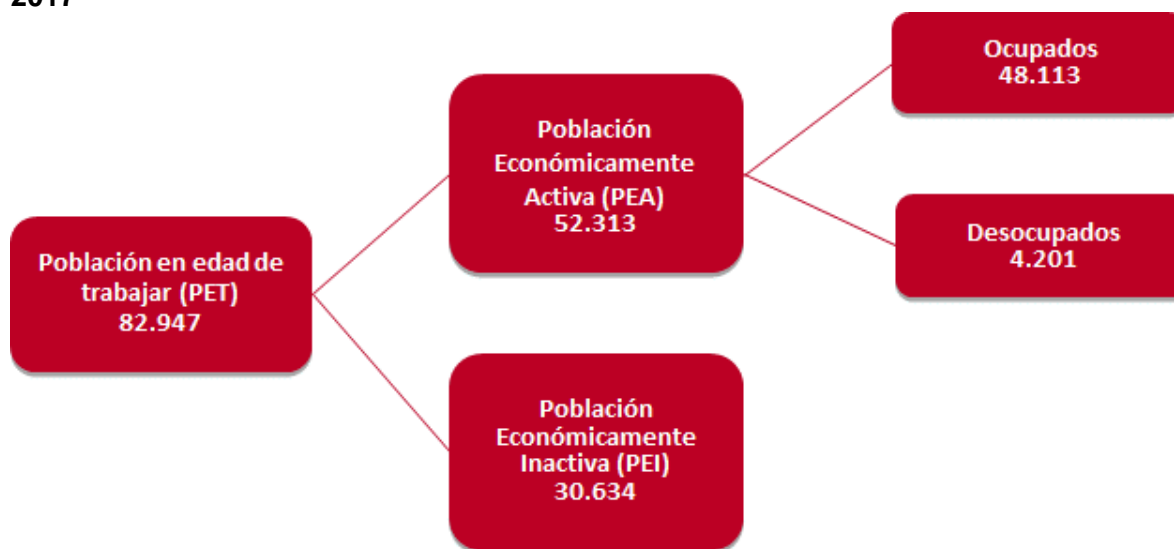 2017
Ocupados
48.113
Población
Económicamente
Activa (PEA)
52.313
Desocupados
4.201
Población en edad de
trabajar (PET)
82.947
Población
Económicamente
Inactiva (PEI)
30.634